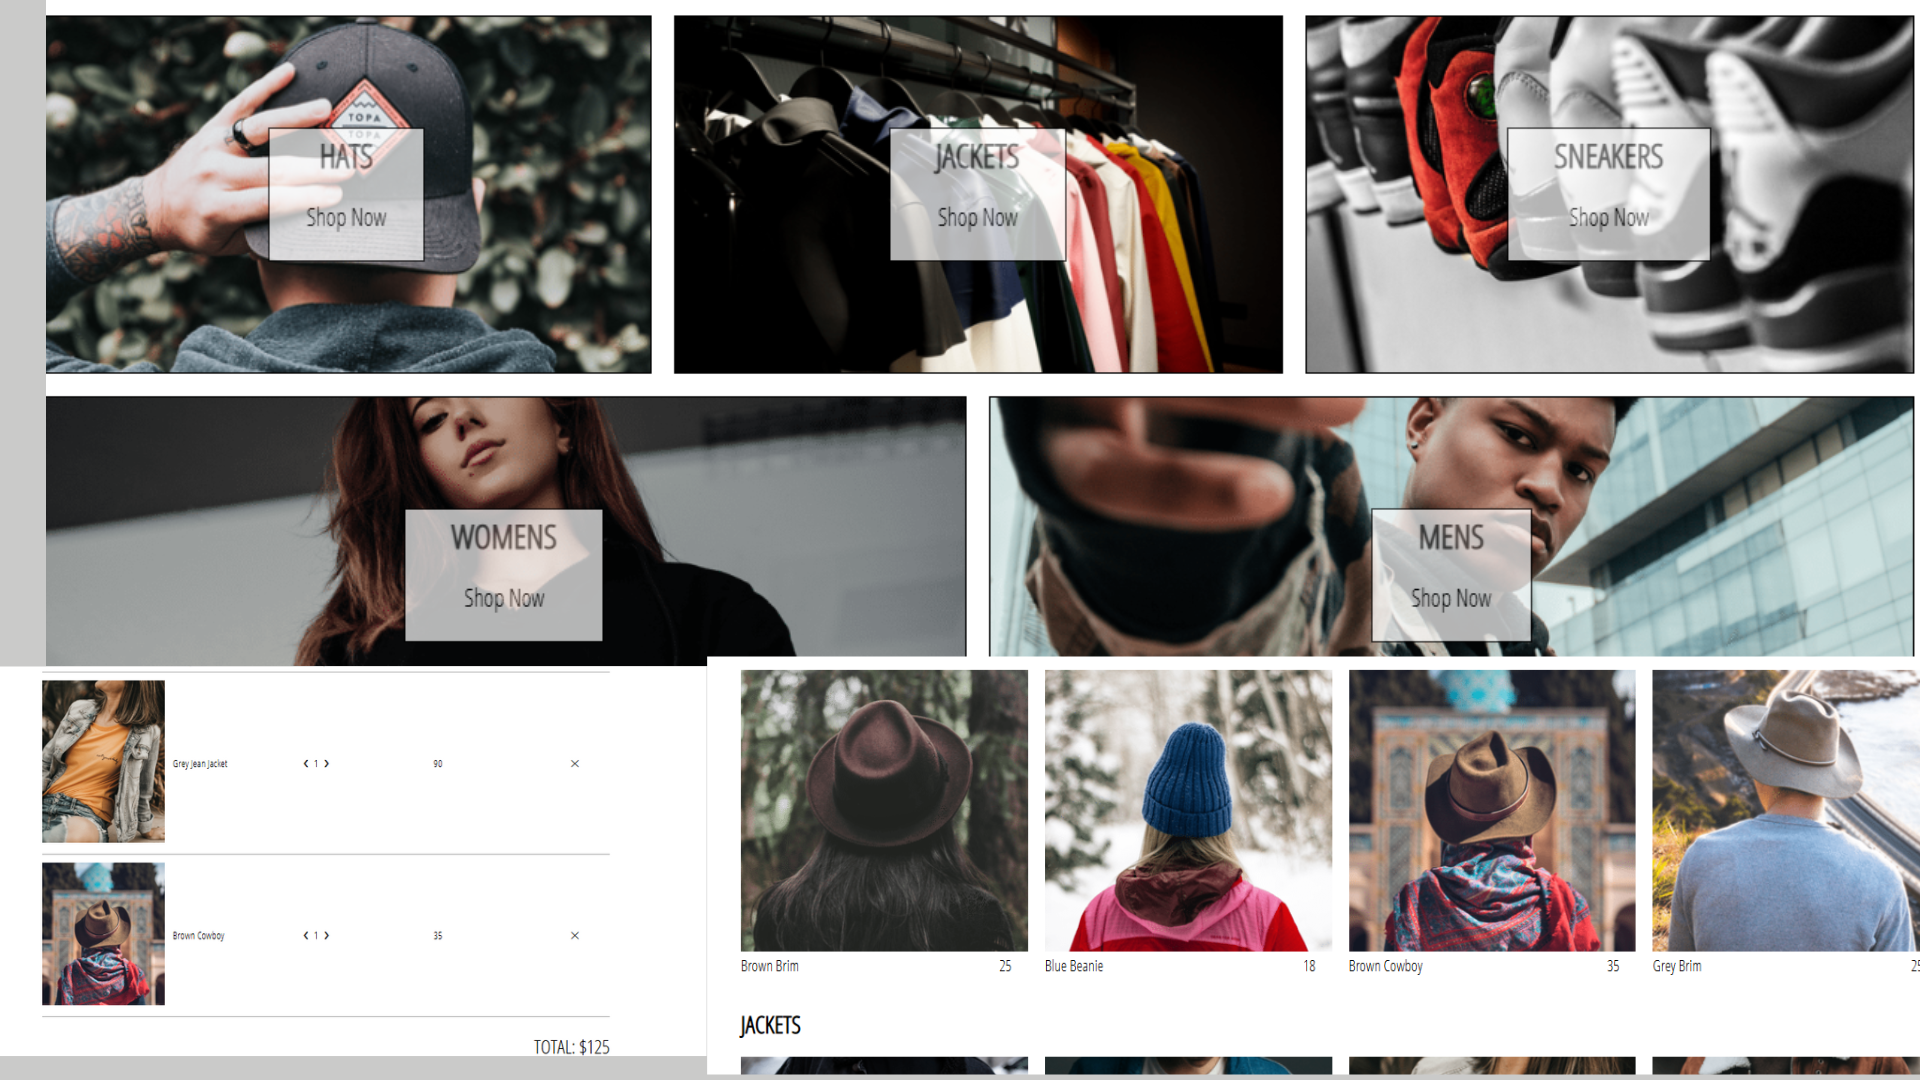 TOPA
TOPA
HATS
Shop Now
JACKETS
Shop Now
SNEAKERS
Shop Now
WOMENS
Shop Now
MENS
Shop Now
Grey Jean Jacket ❮ 1 ❯ 90 ✕
Brown Cowboy ❮ 1 ❯ 35 ✕
TOTAL: $125
Brown Brim 25
Blue Beanie 18
Brown Cowboy 35
Grey Brim 25
JACKETS